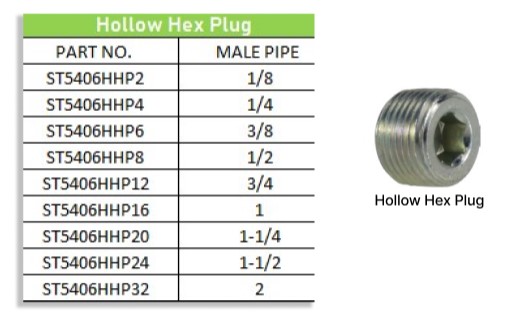 Hollow Hex Plug
PART NO. MALE PIPE
ST5406HHP2 1/8
ST5406HHP4 1/4
ST5406HHP6 3/8
ST5406HHP8 1/2
ST5406HHP12 3/4
ST5406HHP16 1
ST5406HHP20 1-1/4
ST5406HHP24 1-1/2
ST5406HHP32 2
Hollow Hex Plug